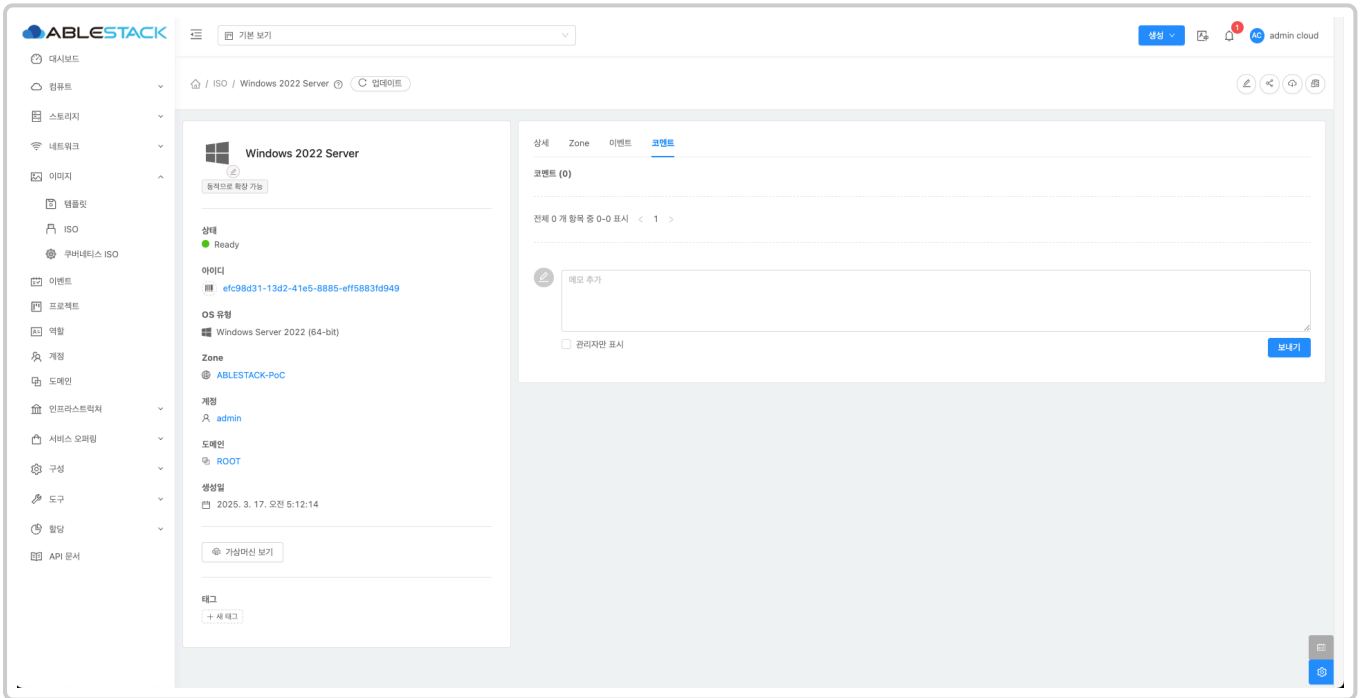 ABLESTACK
기본 보기
생성
1
AC
admin cloud
대시보드
컴퓨트
스토리지
네트워크
이미지
템플릿
ISO
쿠버네티스 ISO
이벤트
프로젝트
역할
계정
도메인
인프라스트럭쳐
서비스 오퍼링
구성
도구
할당
API 문서
/ ISO / Windows 2022 Server
업데이트
Windows 2022 Server
동적으로 확장 가능
상태
Ready
아이디
efc98d31-13d2-41e5-8885-eff5883fd949
OS 유형
Windows Server 2022 (64-bit)
Zone
ABLESTACK-PoC
계정
admin
도메인
ROOT
생성일
2025. 3. 17. 오전 5:12:14
가상머신 보기
태그
+ 새 태그
상세 Zone 이벤트 코멘트
코멘트 (0)
전체 0 개 항목 중 0-0 표시 < 1 >
메모 추가
관리자만 표시
보내기